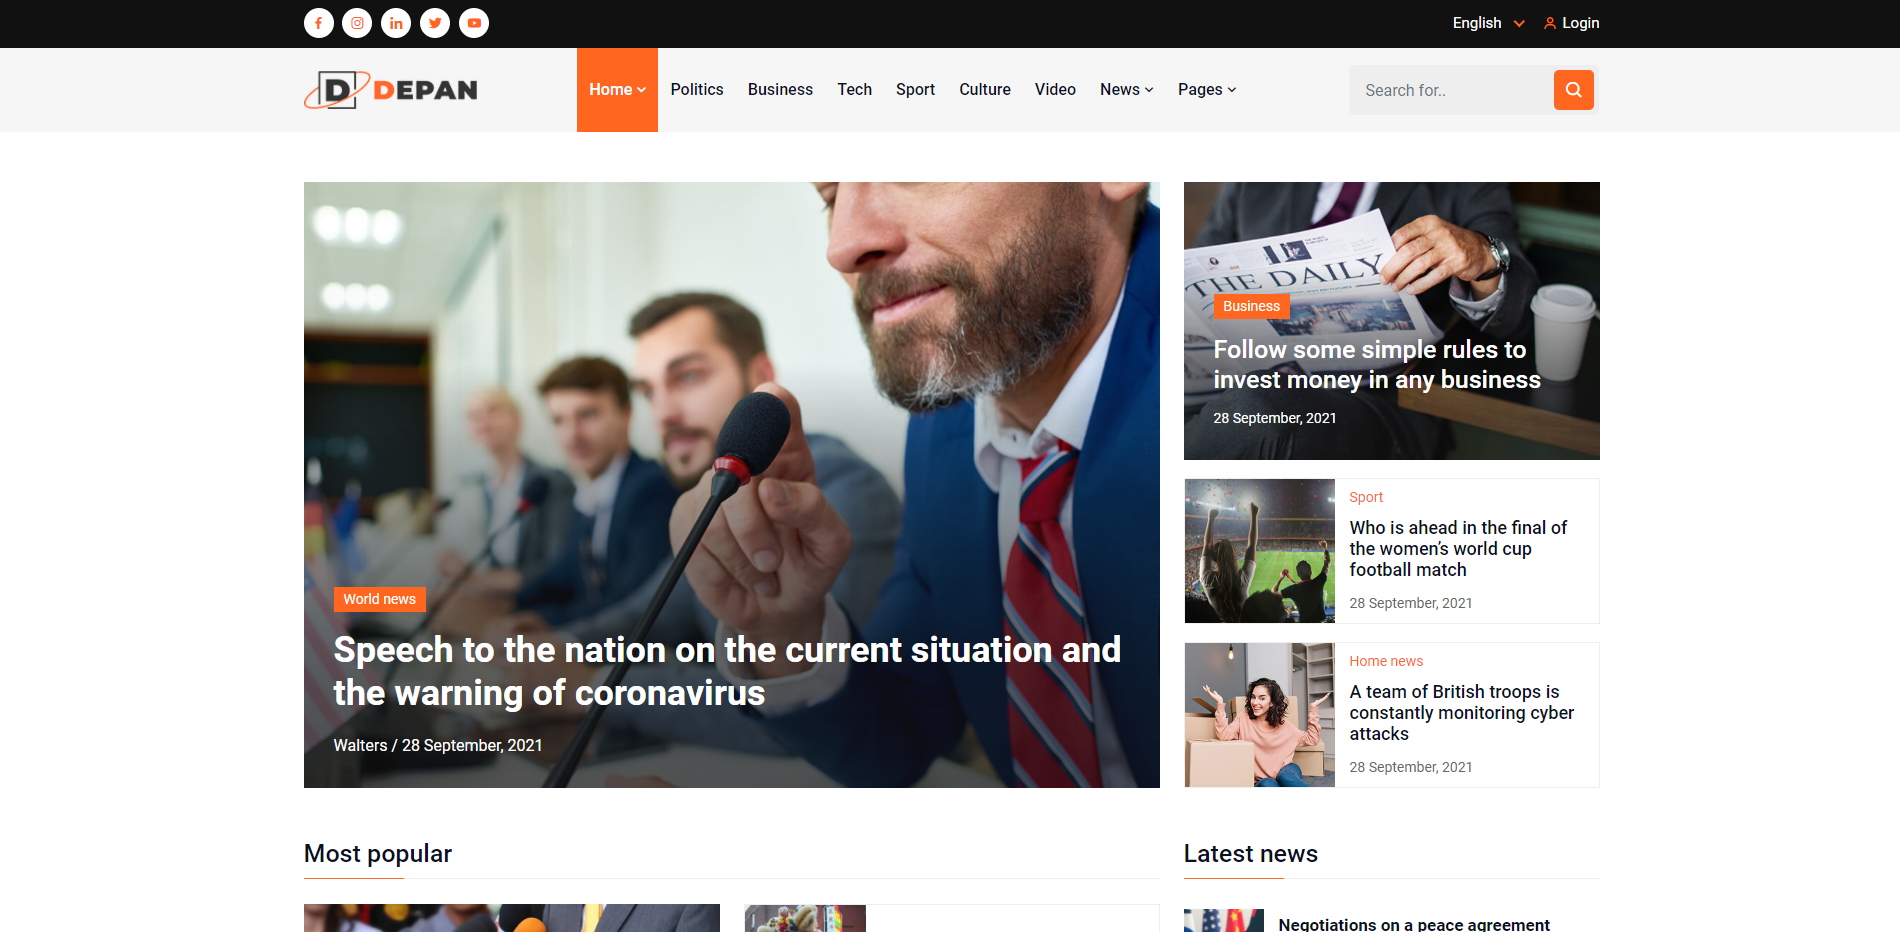 English
Login
DEPAN
Home
Politics
Business
Tech
Sport
Culture
Video
News
Pages
Search for..
THE DAILY
Business
Follow some simple rules to
invest money in any business
28 September, 2021
Sport
Who is ahead in the final of
the women’s world cup
football match
28 September, 2021
World news
Speech to the nation on the current situation and
the warning of coronavirus
Walters / 28 September, 2021
Home news
A team of British troops is
constantly monitoring cyber
attacks
28 September, 2021
Most popular
Latest news
Negotiations on a peace agreement